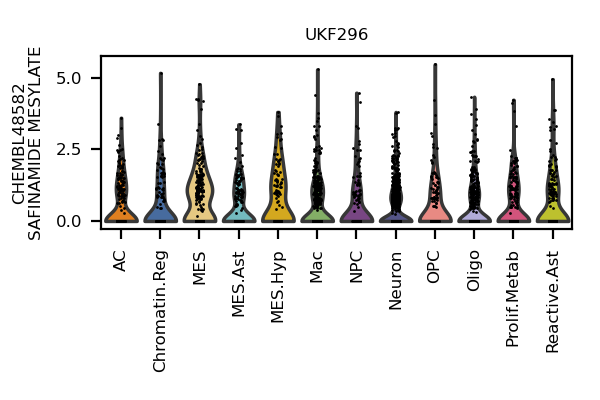 UKF296
CHEMBL48582
SAFINAMIDE MESYLATE
5.0
2.5
0.0
AC
Chromatin.Reg
MES
MES.Ast
MES.Hyp
Mac
NPC
Neuron
OPC
Oligo
Prolif.Metab
Reactive.Ast